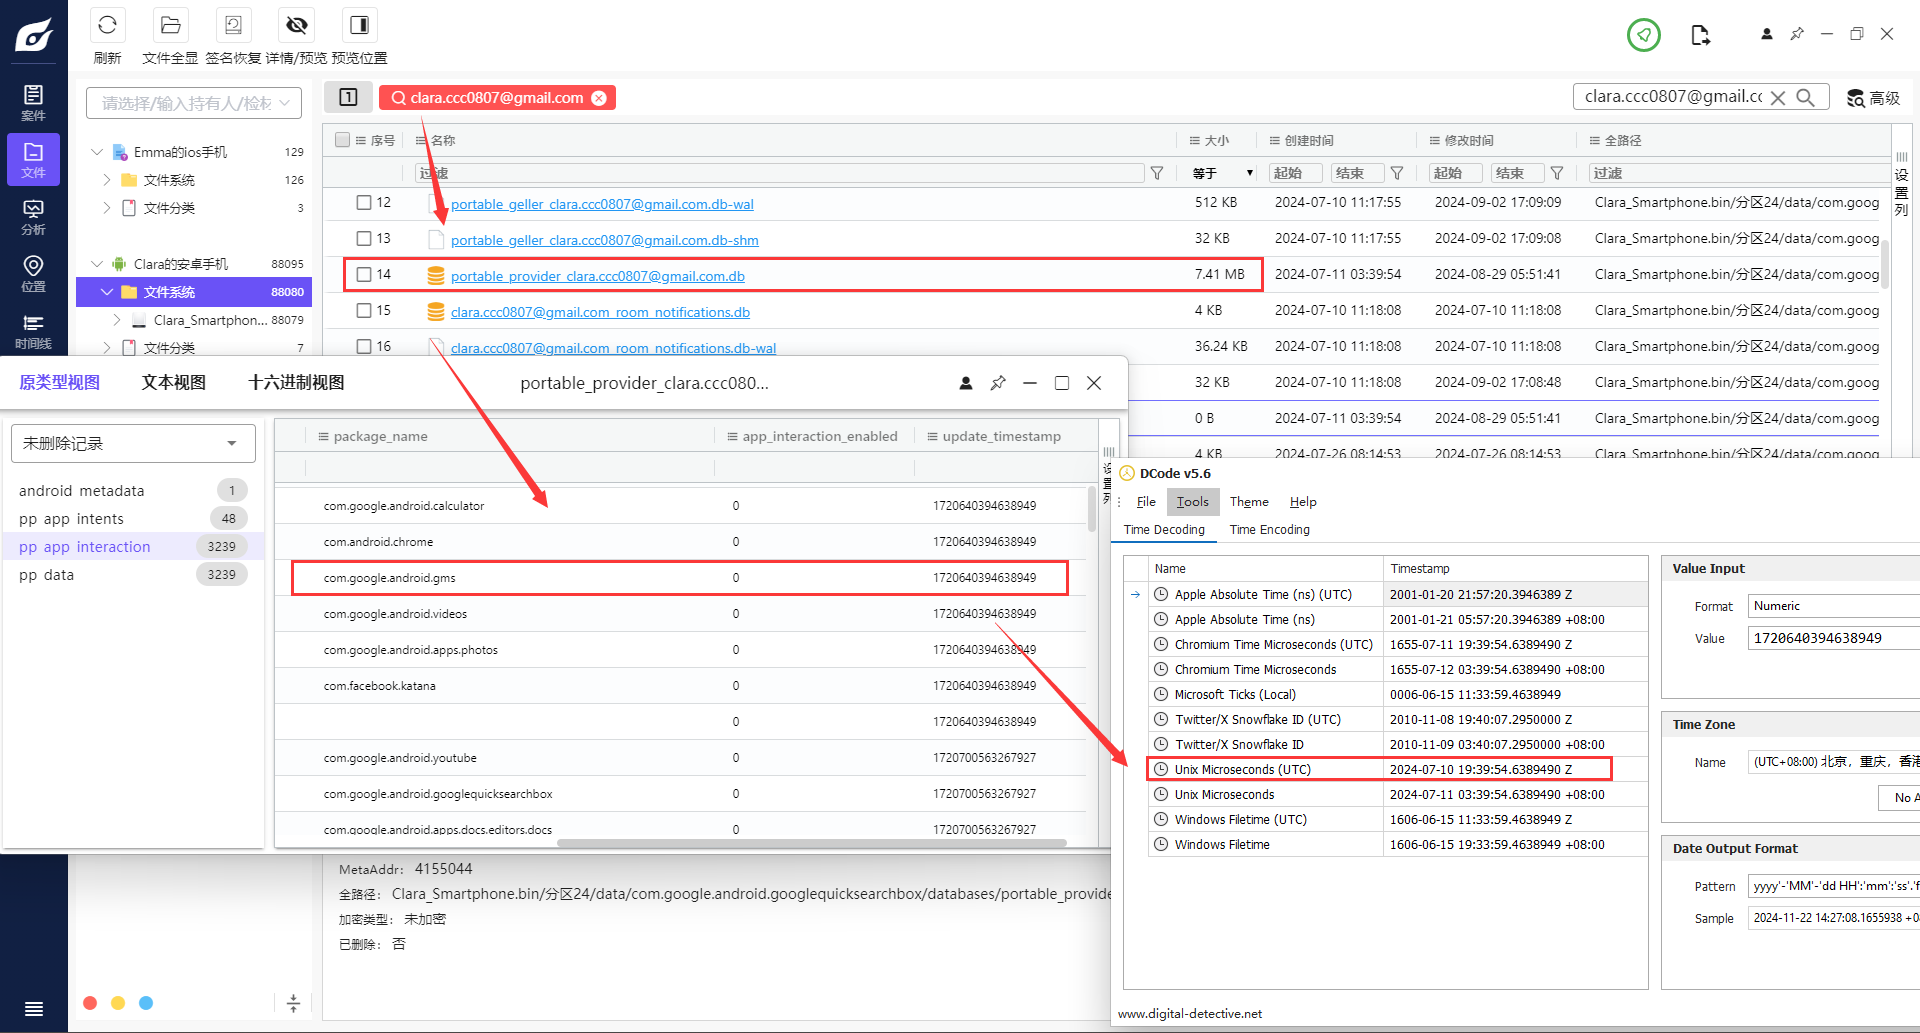 刷新
文件全显
签名恢复
详情/预览
预览位置
案件
文件
分析
位置
时间线
请选择/输入持有人/检材
Emma的ios手机 129
文件系统 126
文件分类 3
Clara的安卓手机 88095
文件系统 88080
Clara_Smartphon... 88079
文件分类 7
1
clara.ccc0807@gmail.com
clara.ccc0807@gmail.cc
高级
序号 名称 大小 创建时间 修改时间 全路径
过滤 等于 起始 结束 起始 结束 过滤
设置列
12 portable_geller_clara.ccc0807@gmail.com.db-wal 512 KB 2024-07-10 11:17:55 2024-09-02 17:09:09 Clara_Smartphone.bin/分区24/data/com.goog
13 portable_geller_clara.ccc0807@gmail.com.db-shm 32 KB 2024-07-10 11:17:55 2024-09-02 17:09:08 Clara_Smartphone.bin/分区24/data/com.goog
14 portable_provider_clara.ccc0807@gmail.com.db 7.41 MB 2024-07-11 03:39:54 2024-08-29 05:51:41 Clara_Smartphone.bin/分区24/data/com.goog
15 clara.ccc0807@gmail.com_room_notifications.db 4 KB 2024-07-10 11:18:08 2024-07-10 11:18:08 Clara_Smartphone.bin/分区24/data/com.goog
16 clara.ccc0807@gmail.com_room_notifications.db-wal 36.24 KB 2024-07-10 11:18:08 2024-07-10 11:18:08 Clara_Smartphone.bin/分区24/data/com.goog
32 KB 2024-07-10 11:18:08 2024-09-02 17:08:48 Clara_Smartphone.bin/分区24/data/com.goog
0 B 2024-07-11 03:39:54 2024-08-29 05:51:41 Clara_Smartphone.bin/分区24/data/com.goog
4 KB 2024-07-26 08:14:53 2024-07-26 08:14:53 Clara_Smartphone.bin/分区24/data/com.goog
原类型视图 文本视图 十六进制视图 portable_provider_clara.ccc080...
未删除记录
android metadata 1
pp app intents 48
pp app interaction 3239
pp data 3239
package_name app_interaction_enabled update_timestamp
设置列
com.google.android.calculator 0 1720640394638949
com.android.chrome 0 1720640394638949
com.google.android.gms 0 1720640394638949
com.google.android.videos 0 1720640394638949
com.google.android.apps.photos 0 1720640394638949
com.facebook.katana 0 1720640394638949
0 1720640394638949
com.google.android.youtube 0 1720700563267927
com.google.android.googlequicksearchbox 0 1720700563267927
com.google.android.apps.docs.editors.docs 0 1720700563267927
MetaAddr: 4155044
全路径: Clara_Smartphone.bin/分区24/data/com.google.android.googlequicksearchbox/databases/portable_provide
加密类型: 未加密
已删除: 否
DCode v5.6
File Tools Theme Help
Time Decoding Time Encoding
Name Timestamp
Apple Absolute Time (ns) (UTC) 2001-01-20 21:57:20.3946389 Z
Apple Absolute Time (ns) 2001-01-21 05:57:20.3946389 +08:00
Chromium Time Microseconds (UTC) 1655-07-11 19:39:54.6389490 Z
Chromium Time Microseconds 1655-07-12 03:39:54.6389490 +08:00
Microsoft Ticks (Local) 0006-06-15 11:33:59.4638949
Twitter/X Snowflake ID (UTC) 2010-11-08 19:40:07.2950000 Z
Twitter/X Snowflake ID 2010-11-09 03:40:07.2950000 +08:00
Unix Microseconds (UTC) 2024-07-10 19:39:54.6389490 Z
Unix Microseconds 2024-07-11 03:39:54.6389490 +08:00
Windows Filetime (UTC) 1606-06-15 11:33:59.4638949 Z
Windows Filetime 1606-06-15 19:33:59.4638949 +08:00
Value Input
Format Numeric
Value 1720640394638949
Time Zone
Name (UTC+08:00) 北京，重庆，香港
No A
Date Output Format
Pattern yyyy'-'MM'-'dd HH':'mm':'ss'.'f
Sample 2024-11-22 14:27:08.1655938 +0
www.digital-detective.net